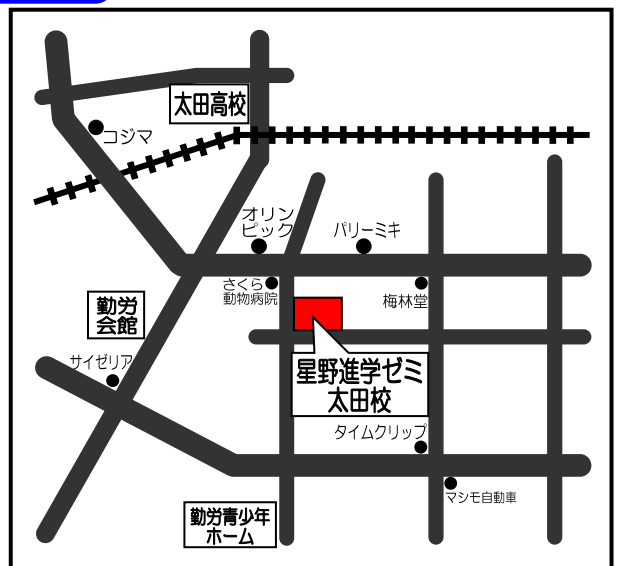 太田高校
コジマ
オリン
ピック
パリーミキ
さくら
動物病院
梅林堂
勤労
会館
サイゼリア
星野進学ゼミ
太田校
タイムクリップ
マシモ自動車
勤労青少年
ホーム